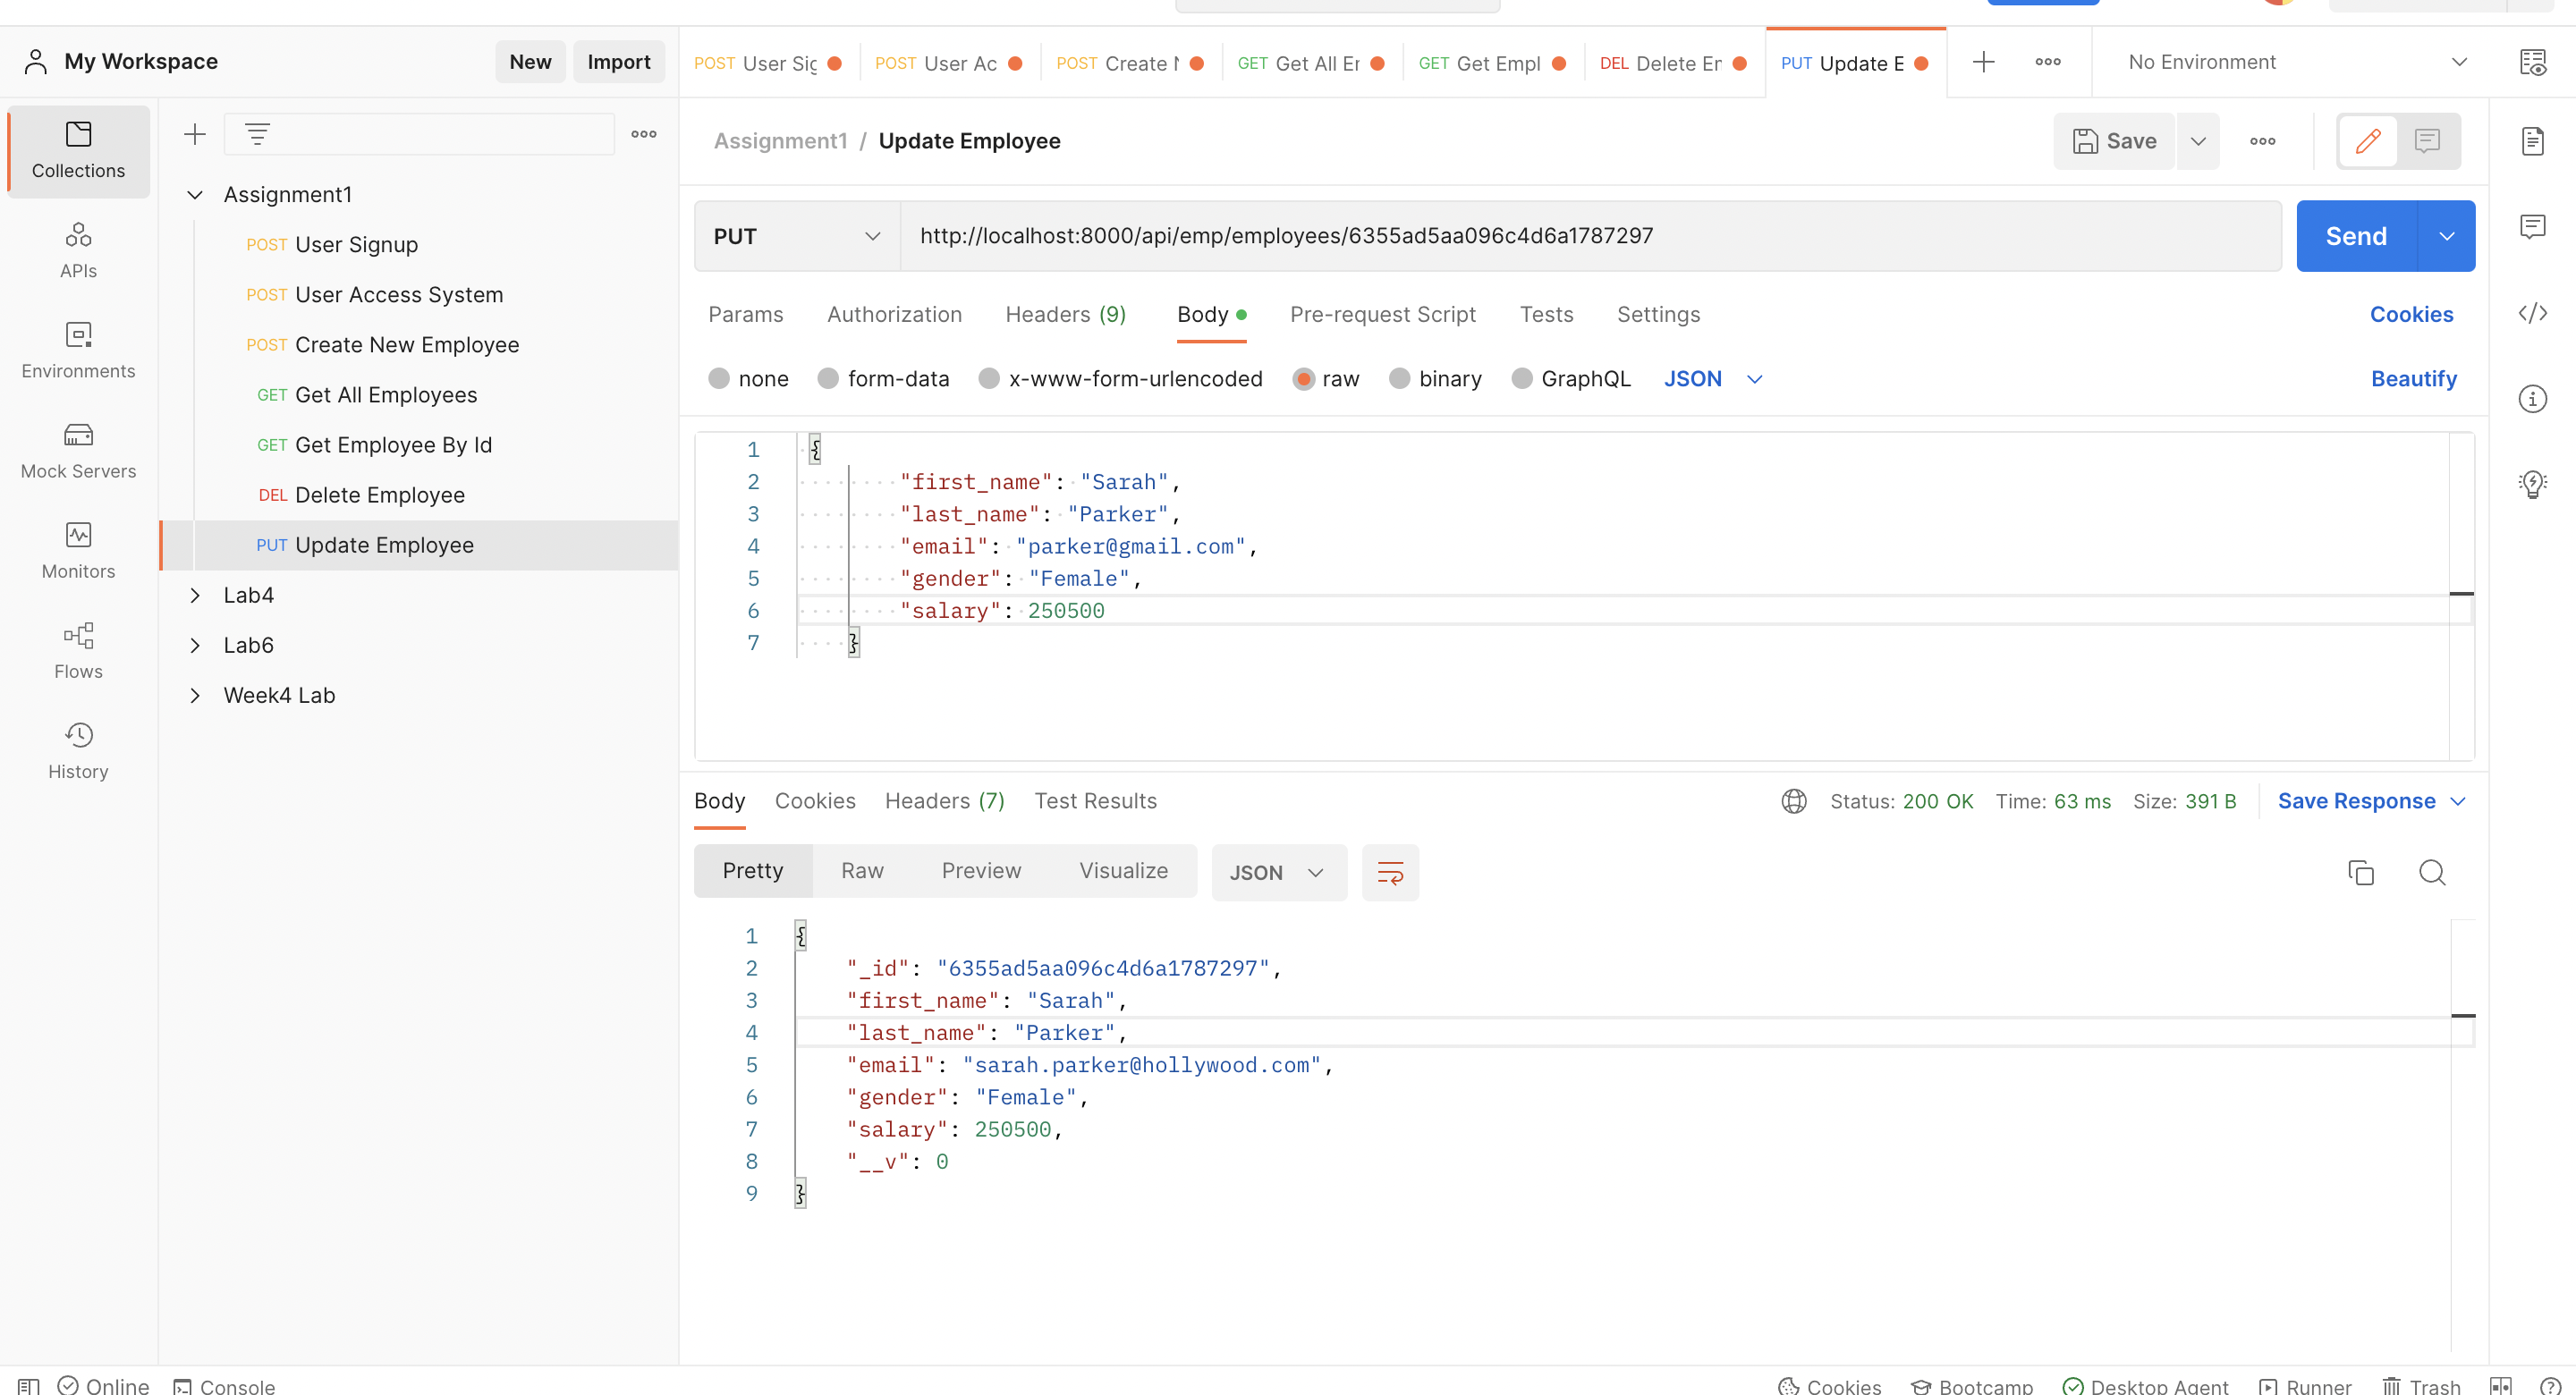 My Workspace
New
Import
POST User Sig
POST User Ac
POST Create N
GET Get All Er
GET Get Empl
DEL Delete Er
PUT Update E
No Environment
Collections
APIs
Environments
Mock Servers
Monitors
Flows
History
Assignment1
POST User Signup
POST User Access System
POST Create New Employee
GET Get All Employees
GET Get Employee By Id
DEL Delete Employee
PUT Update Employee
Lab4
Lab6
Week4 Lab
Assignment1 / Update Employee
Save
PUT
http://localhost:8000/api/emp/employees/6355ad5aa096c4d6a1787297
Send
Params Authorization Headers (9) Body Pre-request Script Tests Settings Cookies
none form-data x-www-form-urlencoded raw binary GraphQL JSON Beautify
1 {
2 "first_name": "Sarah",
3 "last_name": "Parker",
4 "email": "parker@gmail.com",
5 "gender": "Female",
6 "salary": 250500
7 }
Body Cookies Headers (7) Test Results Status: 200 OK Time: 63 ms Size: 391 B Save Response
Pretty Raw Preview Visualize JSON
1 {
2 "_id": "6355ad5aa096c4d6a1787297",
3 "first_name": "Sarah",
4 "last_name": "Parker",
5 "email": "sarah.parker@hollywood.com",
6 "gender": "Female",
7 "salary": 250500,
8 "__v": 0
9 }
Online Console Cookies Bootcamp Desktop Agent Runner Trash